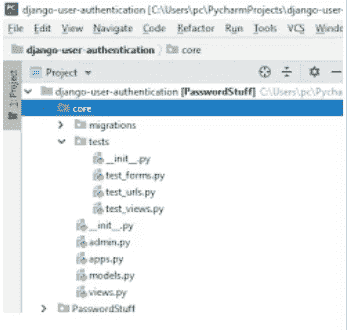 django-user-authentication [C:\Users\pc\PycharmProjects\django-user
File Edit View Navigate Code Refactor Run Tools VCS Window
django-user-authentication core
1: Project
Project
django-user-authentication [PasswordStuff] C:\Users\pc\Pycha
core
migrations
tests
__init__.py
test_forms.py
test_urls.py
test_views.py
__init__.py
admin.py
apps.py
models.py
views.py
PasswordStuff